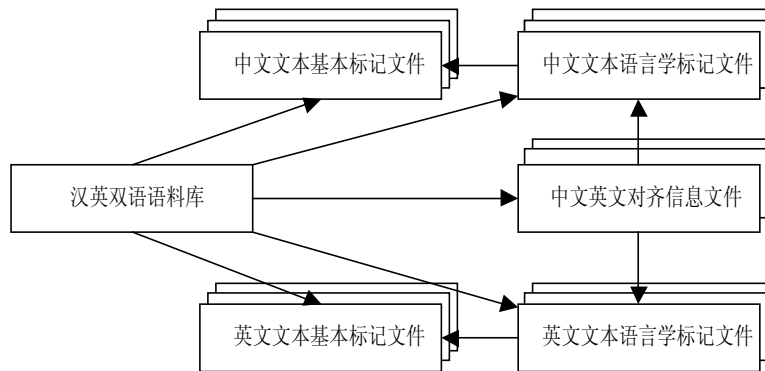 中文文本基本标记文件
中文文本语言学标记文件
汉英双语语料库
中文英文对齐信息文件
英文文本基本标记文件
英文文本语言学标记文件